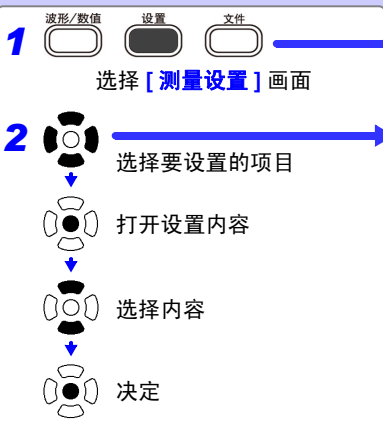 波形/数值 设置 文件
1
选择 [ 测量设置 ] 画面
2
选择要设置的项目
打开设置内容
选择内容
决定